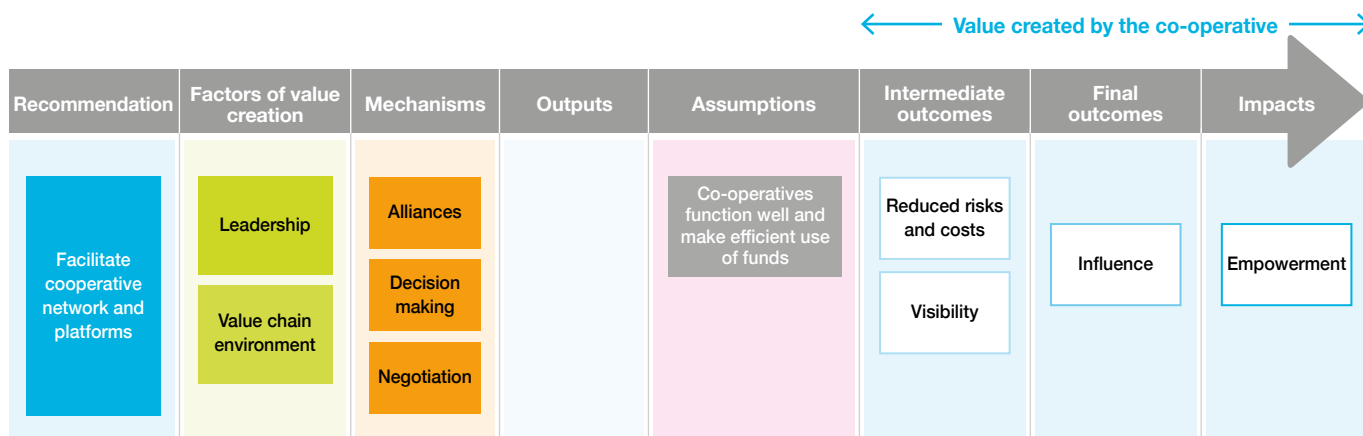 Value created by the co-operative
Recommendation
Factors of value
creation
Mechanisms
Outputs
Assumptions
Intermediate
outcomes
Final
outcomes
Impacts
Facilitate
cooperative
network and
platforms
Leadership
Value chain
environment
Alliances
Decision
making
Negotiation
Co-operatives
function well and
make efficient use
of funds
Reduced risks
and costs
Visibility
Influence
Empowerment